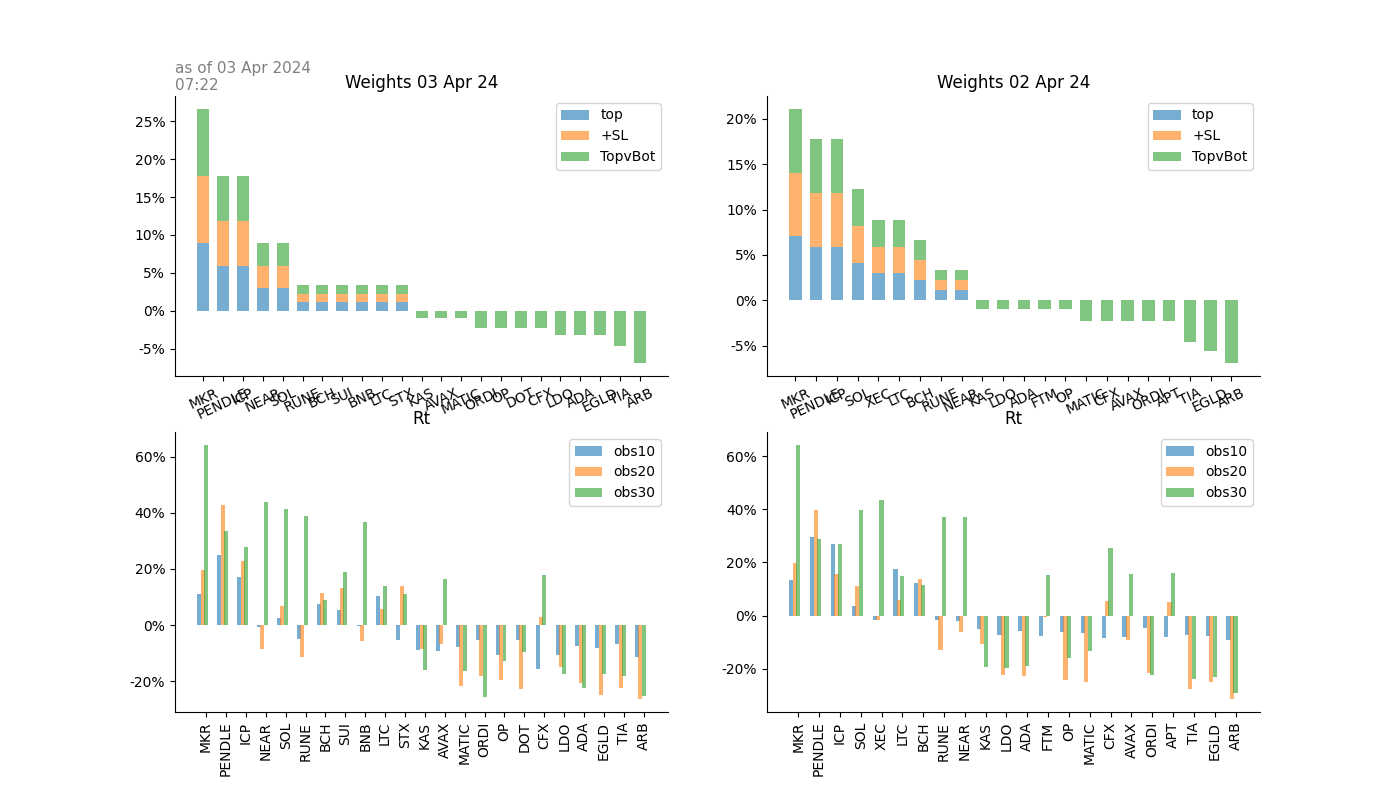 as of 03 Apr 2024
07:22
Weights 03 Apr 24
25%
20%
15%
10%
5%
0%
-5%
top
+SL
TopvBot
MKR PENDLE ICP NEAR SOL RUNE BCH SUI BNB LTC STX KAS AVAX MATIC ORDI OP DOT CFX LDO ADA EGLD TIA ARB
Weights 02 Apr 24
20%
15%
10%
5%
0%
-5%
top
+SL
TopvBot
MKR PENDLE ICP SOL XEC LTC BCH RUNE NEAR KAS LDO ADA FTM OP MATIC CFX AVAX ORDI APT TIA EGLD ARB
Rt
60%
40%
20%
0%
-20%
obs10
obs20
obs30
MKR PENDLE ICP NEAR SOL RUNE BCH SUI BNB LTC STX KAS AVAX MATIC ORDI OP DOT CFX LDO ADA EGLD TIA ARB
Rt
60%
40%
20%
0%
-20%
obs10
obs20
obs30
MKR PENDLE ICP SOL XEC LTC BCH RUNE NEAR KAS LDO ADA FTM OP MATIC CFX AVAX ORDI APT TIA EGLD ARB